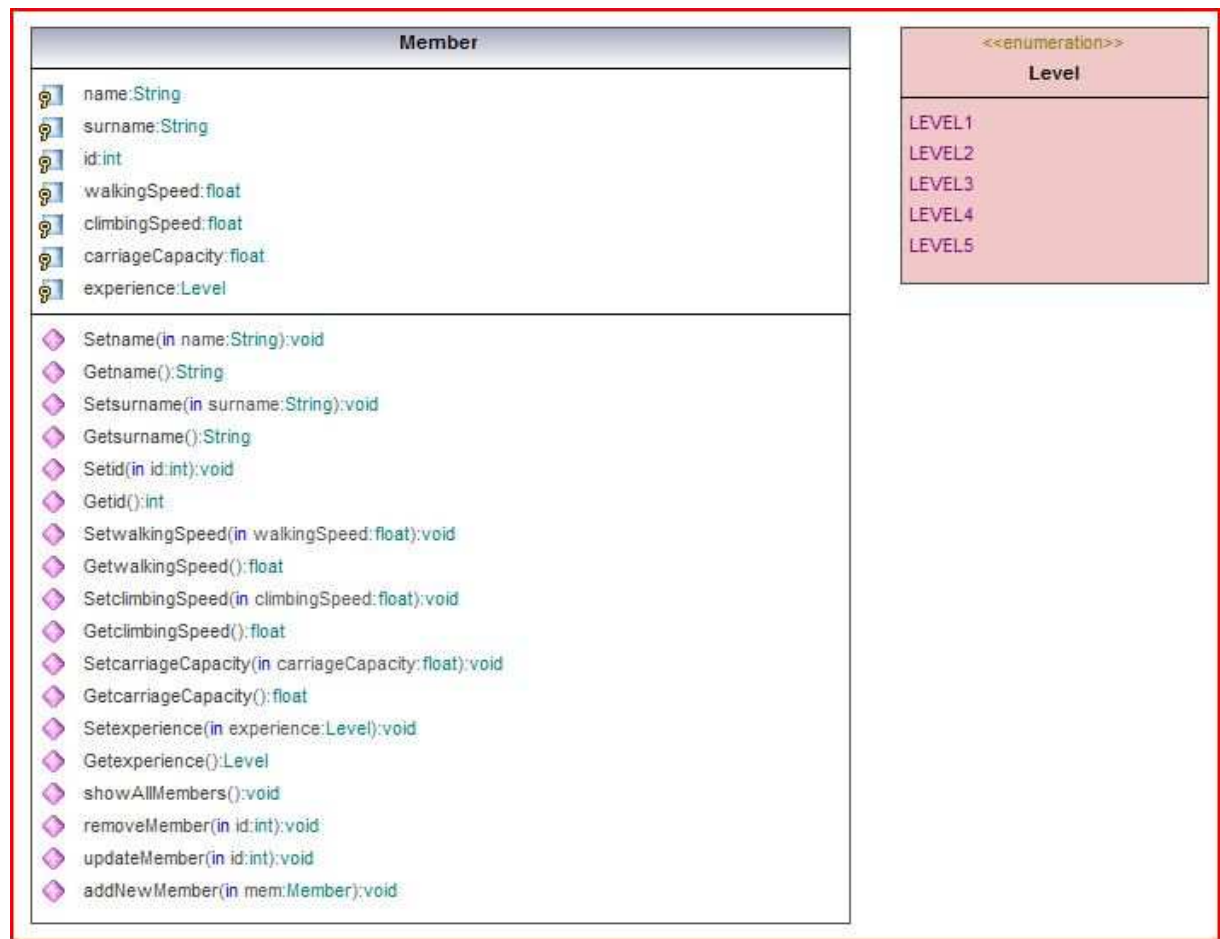 Member
name:String
surname:String
id:int
walkingSpeed:float
climbingSpeed:float
carriageCapacity:float
experience:Level
Setname(in name:String):void
Getname():String
Setsurname(in surname:String):void
Getsurname():String
Setid(in id:int):void
Getid():int
SetwalkingSpeed(in walkingSpeed:float):void
GetwalkingSpeed():float
SetclimbingSpeed(in climbingSpeed:float):void
GetclimbingSpeed():float
SetcarriageCapacity(in carriageCapacity:float):void
GetcarriageCapacity():float
Setexperience(in experience:Level):void
Getexperience():Level
showAllMembers():void
removeMember(in id:int):void
updateMember(in id:int):void
addNewMember(in mem:Member):void
<<enumeration>>
Level
LEVEL1
LEVEL2
LEVEL3
LEVEL4
LEVEL5